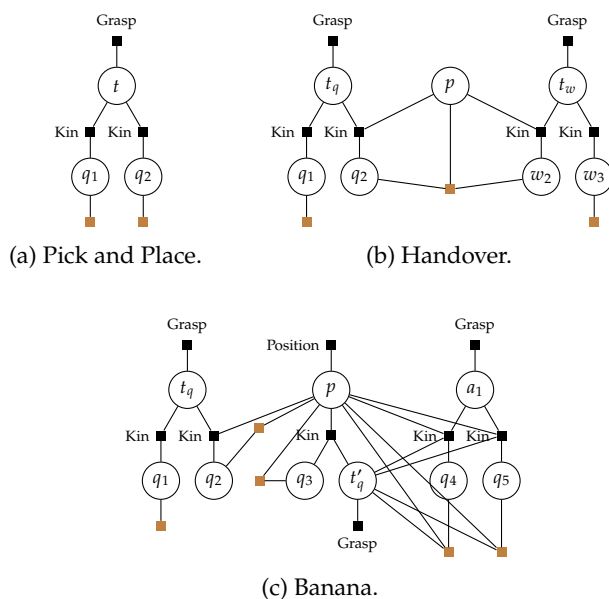 Grasp
t
Kin Kin
q1 q2
(a) Pick and Place.
Grasp Grasp
tq p tw
Kin Kin Kin Kin
q1 q2 w2 w3
(b) Handover.
Grasp Position Grasp
tq p a1
Kin Kin Kin Kin Kin
q1 q2 q3 t′q q4 q5
Grasp
(c) Banana.